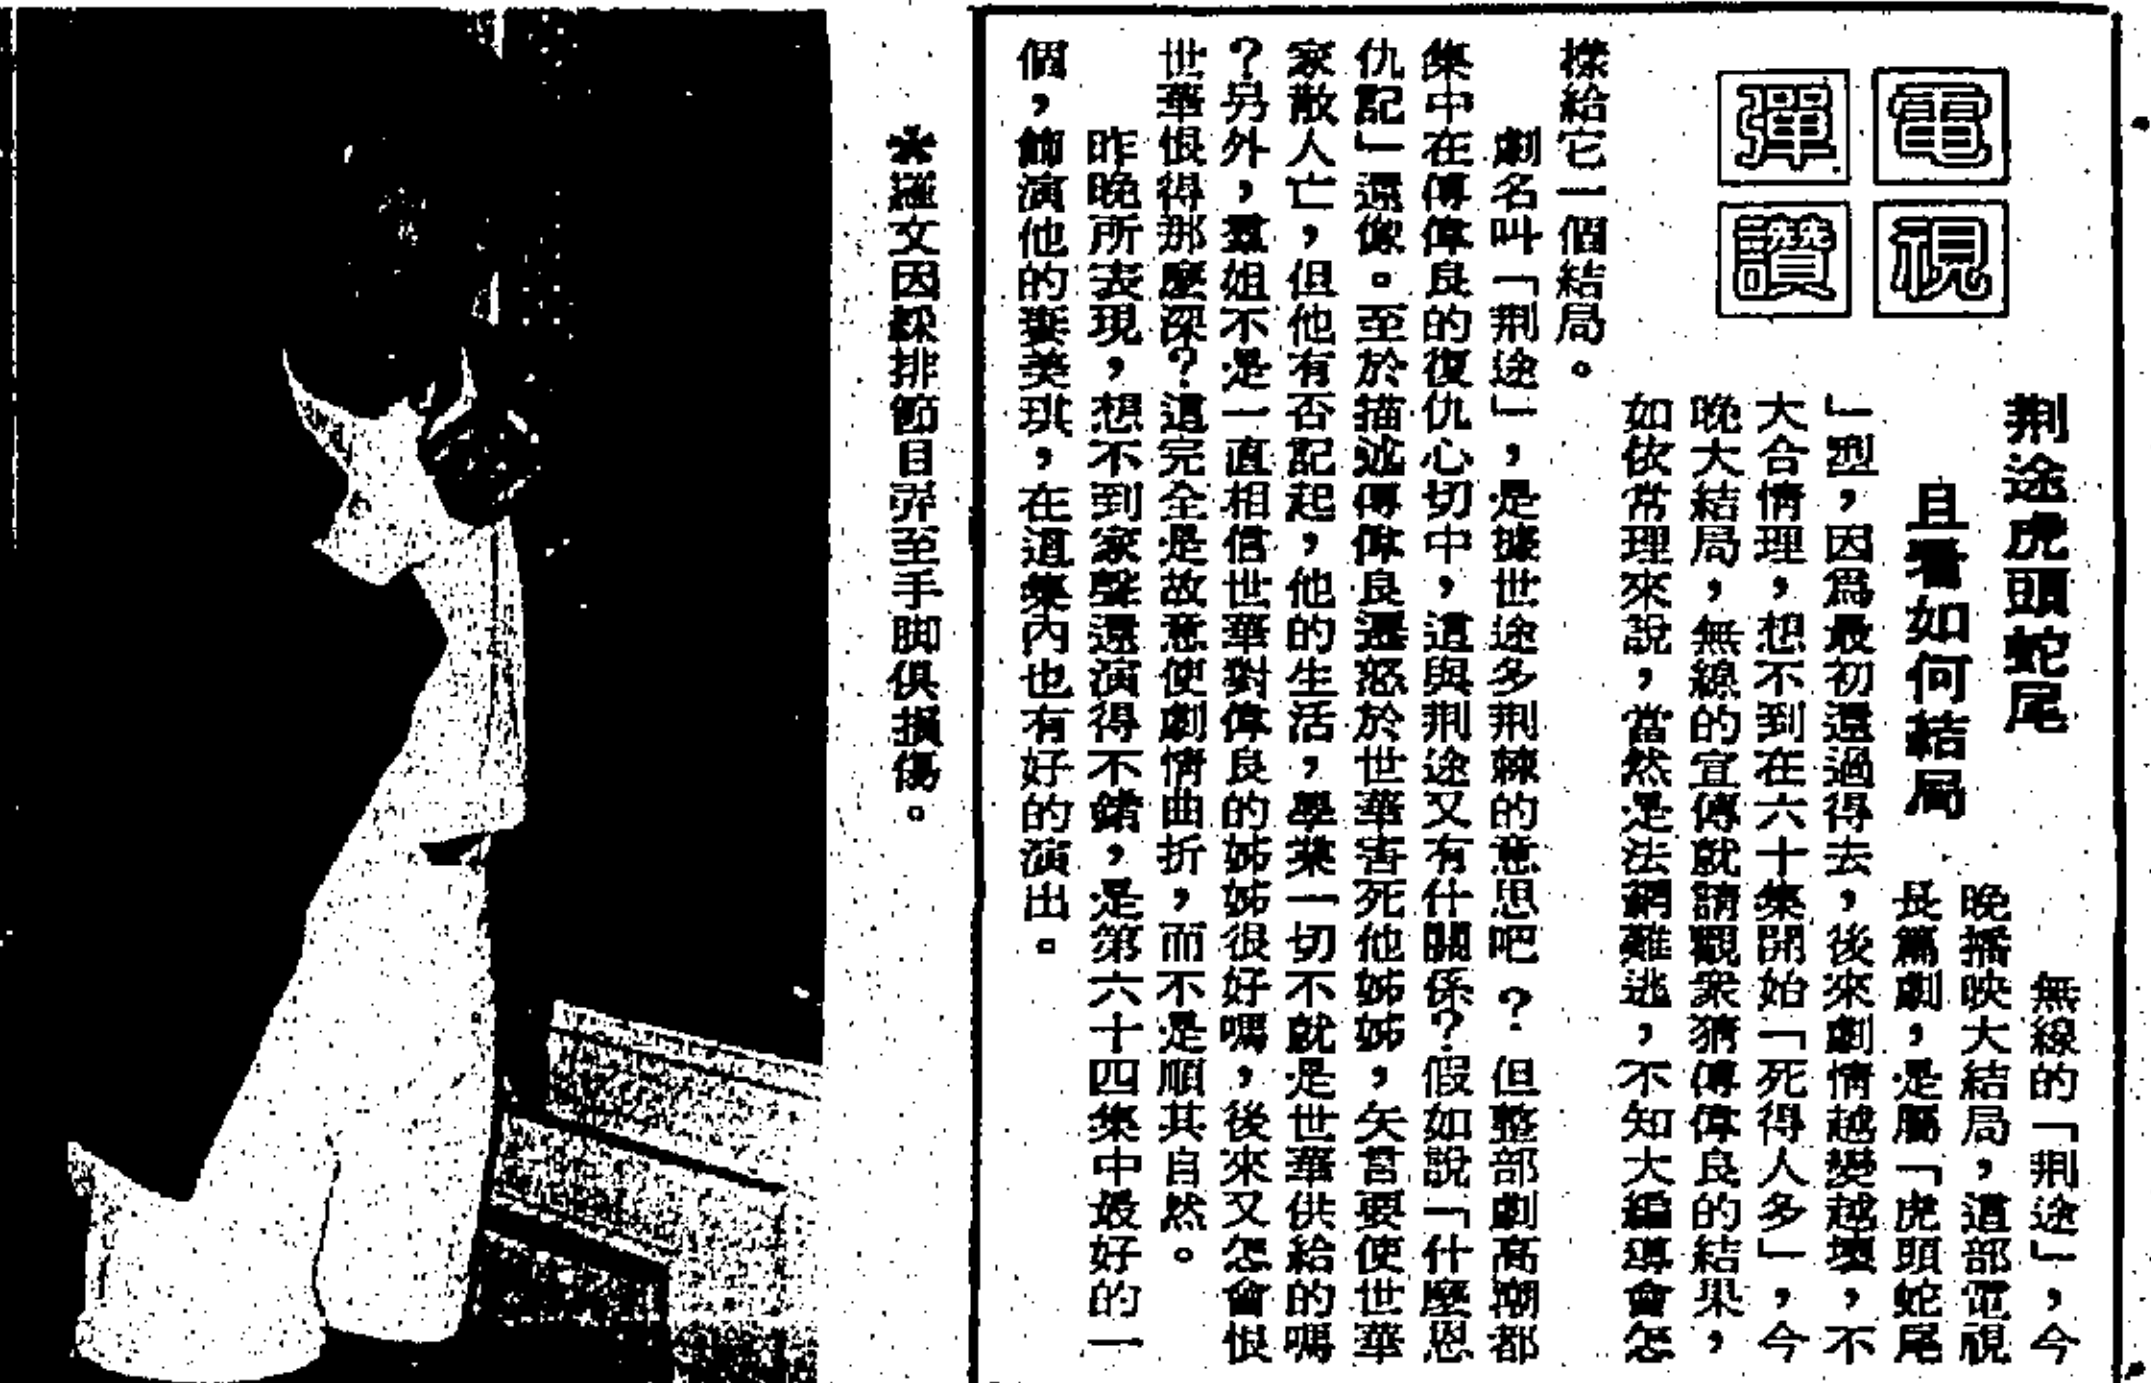 電視
彈讚
荆途虎頭蛇尾
且看如何結局
無線的「荆途」，今
晚播映大結局，這部電視
長篇劇，是屬「虎頭蛇尾
」型，因爲最初還過得去，後來劇情越變越壞，不
大合情理，想不到在六十集開始「死得人多」，今
晚大結局，無線的宣傳就請觀衆猜傅偉良的結果，
如依常理來說，當然是法網難逃，不知大編導會怎
樣給它一個結局。
劇名叫「荆途」，是據世途多荆棘的意思吧？但整部劇高潮都
集中在傅偉良的復仇心切中，這與荆途又有什關係？假如說「什麼恩
仇記」還像。至於描述傅偉良遷怒於世華害死他姊姊，矢言要使世華
家散人亡，但他有否記起，他的生活，學業一切不就是世華供給的嗎
？另外，羣姐不是一直相信世華對偉良的姊姊很好嗎，後來又怎會恨
世華恨得那麼深？這完全是故意使劇情曲折，而不是順其自然。
昨晚所表現，想不到家聲還演得不錯，是第六十四集中最好的一
個，飾演他的妻美琪，在這集內也有好的演出。
＊羅文因綵排節目弄至手脚俱損傷。